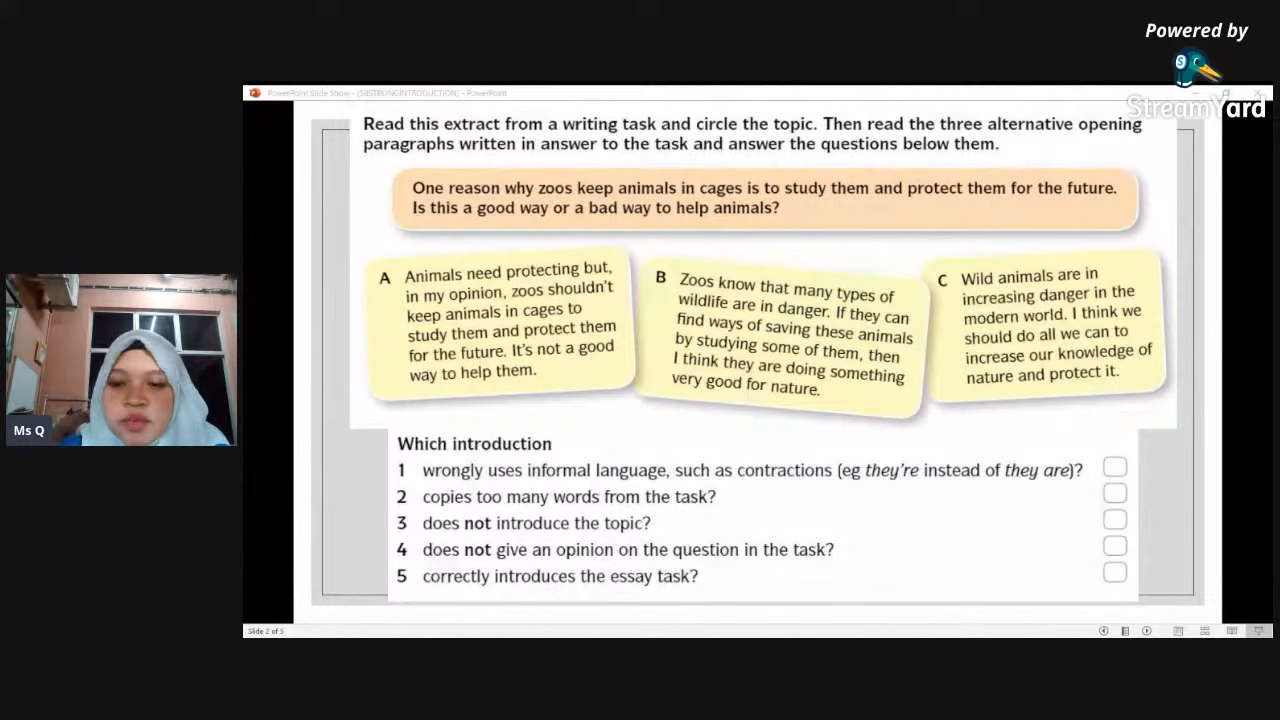 Powered by
StreamYard
PowerPoint Slide Show - [5BISTRONGINTRODUCTION] - PowerPoint
Read this extract from a writing task and circle the topic. Then read the three alternative opening
paragraphs written in answer to the task and answer the questions below them.
One reason why zoos keep animals in cages is to study them and protect them for the future.
Is this a good way or a bad way to help animals?
A Animals need protecting but,
in my opinion, zoos shouldn't
keep animals in cages to
study them and protect them
for the future. It's not a good
way to help them.
B Zoos know that many types of
wildlife are in danger. If they can
find ways of saving these animals
by studying some of them, then
I think they are doing something
very good for nature.
C Wild animals are in
increasing danger in the
modern world. I think we
should do all we can to
increase our knowledge of
nature and protect it.
Which introduction
1 wrongly uses informal language, such as contractions (eg they're instead of they are)?
2 copies too many words from the task?
3 does not introduce the topic?
4 does not give an opinion on the question in the task?
5 correctly introduces the essay task?
Ms Q
Slide 2 of 5